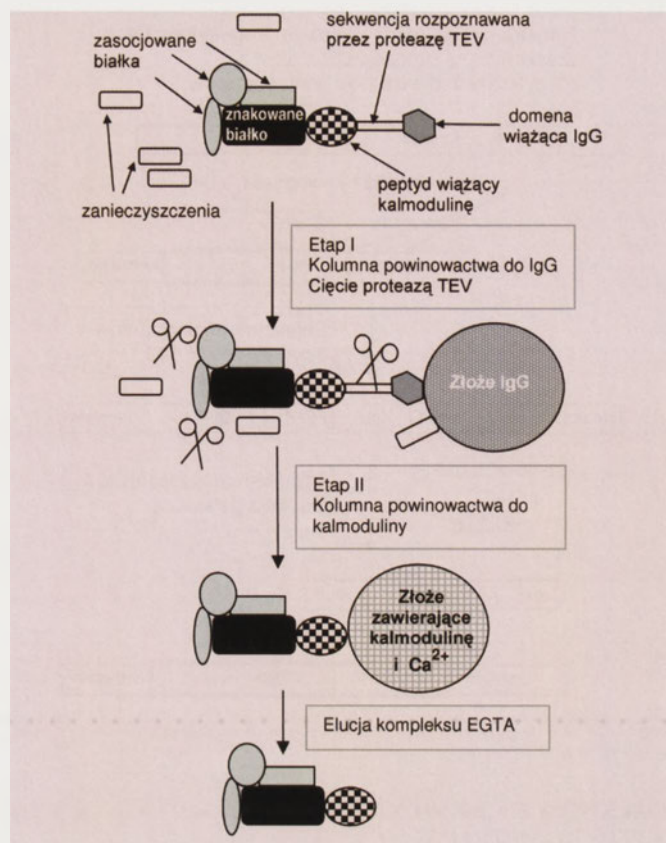 zasocjowane
białka
sekwencja rozpoznawana
przez proteazę TEV
znakowane
białko
domena
wiążąca IgG
peptyd wiążący
kalmodulinę
zanieczyszczenia
Etap I
Kolumna powinowactwa do IgG
Cięcie proteazą TEV
Złoże IgG
Etap II
Kolumna powinowactwa do
kalmoduliny
Złoże
zawierające
kalmodulinę
i Ca²⁺
Elucja kompleksu EGTA